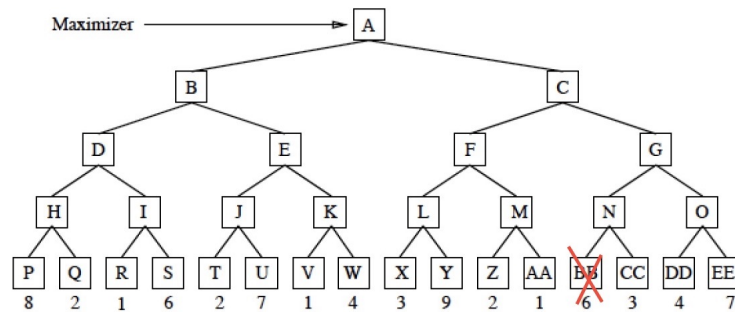 Maximizer A
B C
D E F G
H I J K L M N O
P Q R S T U V W X Y Z AA BB CC DD EE
8 2 1 6 2 7 1 4 3 9 2 1 6 3 4 7